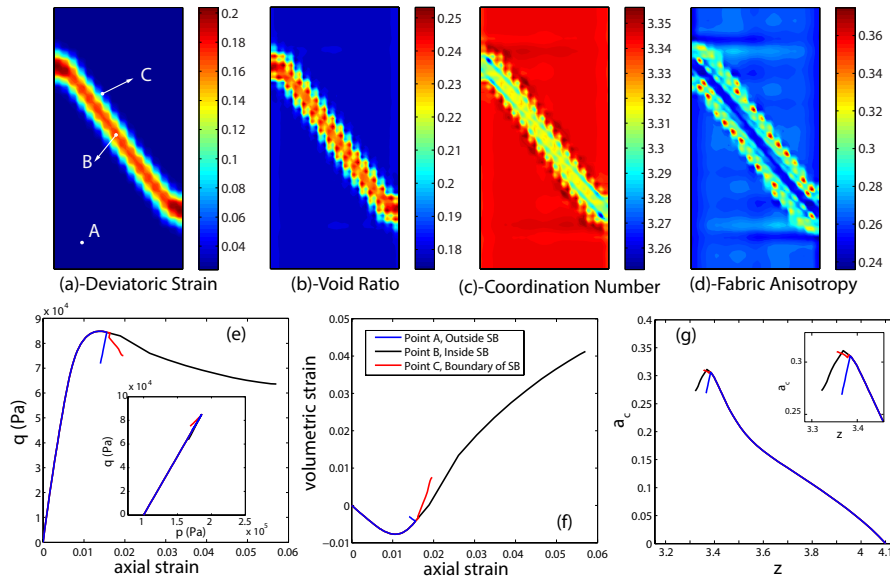 0.2
0.18
0.16
0.14
0.12
0.1
0.08
0.06
0.04
C
B
A
(a)-Deviatoric Strain
0.25
0.24
0.23
0.22
0.21
0.2
0.19
0.18
(b)-Void Ratio
3.35
3.34
3.33
3.32
3.31
3.3
3.29
3.28
3.27
3.26
(c)-Coordination Number
0.36
0.34
0.32
0.3
0.28
0.26
0.24
(d)-Fabric Anisotropy
x 10^4
9
8
7
6
5
4
3
2
1
0
q (Pa)
(e)
x 10^4
10
8
6
4
2
0
q (Pa)
0.5 1 1.5 2 2.5
p (Pa) x 10^5
0 0.01 0.02 0.03 0.04 0.05 0.06
axial strain
0.05
0.04
0.03
0.02
0.01
0
−0.01
volumetric strain
Point A, Outside SB
Point B, Inside SB
Point C, Boundary of SB
(f)
0 0.01 0.02 0.03 0.04 0.05 0.06
axial strain
0.45
0.4
0.35
0.3
0.25
0.2
0.15
0.1
0.05
0
a_c
(g)
0.3
0.25
a_c
3.3 3.4
z
3.2 3.4 3.6 3.8 4 4.1
z